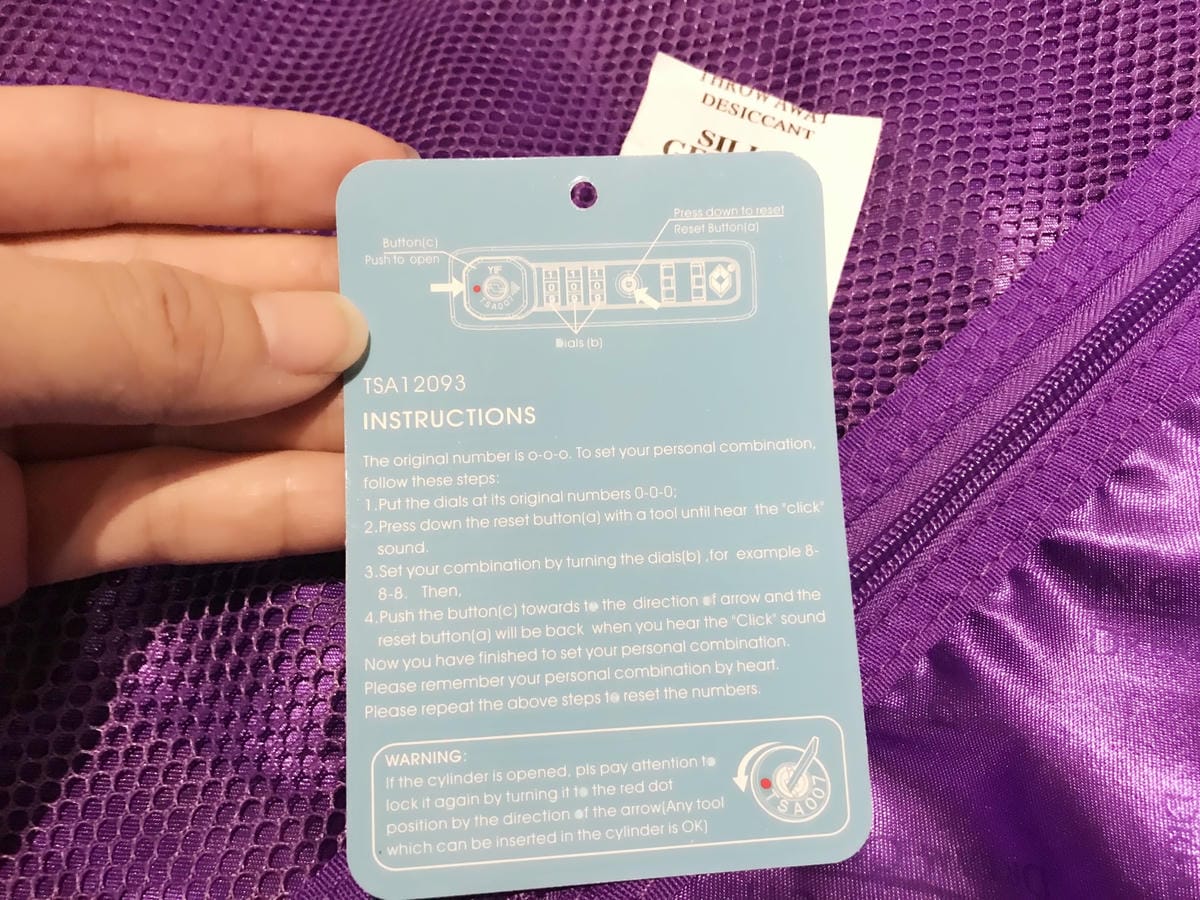 THROW AWAY
DESICCANT
Press down to reset
Reset Button(a)
Button(c)
Push to open
YIF
TSA007
1 1 1
0 0 0
Dials (b)
TSA12093
INSTRUCTIONS
The original number is o-o-o. To set your personal combination,
follow these steps:
1.Put the dials at its original numbers 0-0-0;
2.Press down the reset button(a) with a tool until hear the "click"
sound.
3.Set your combination by turning the dials(b) ,for example 8-
8-8. Then,
4.Push the button(c) towards to the direction of arrow and the
reset button(a) will be back when you hear the "Click" sound
Now you have finished to set your personal combination.
Please remember your personal combination by heart.
Please repeat the above steps to reset the numbers.
WARNING:
If the cylinder is opened, pls pay attention to
lock it again by turning it to the red dot
position by the direction of the arrow(Any tool
which can be inserted in the cylinder is OK)
TSA007